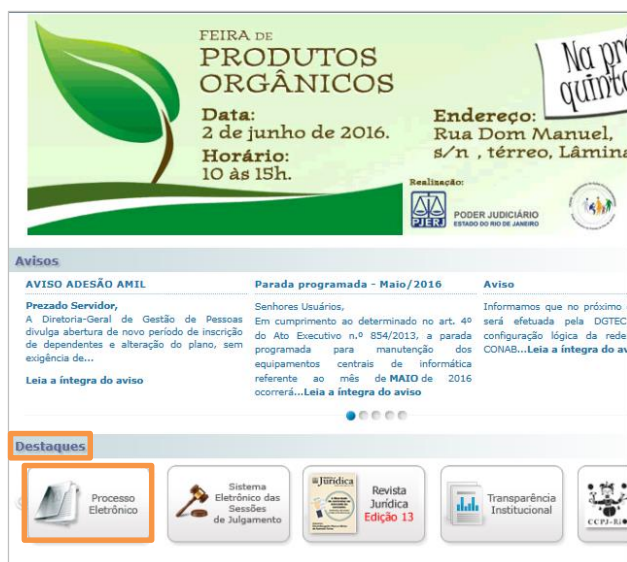 FEIRA DE
PRODUTOS
ORGÂNICOS
Data:
2 de junho de 2016.
Horário:
10 às 15h.
Na
Endereço:
Rua Dom Manuel,
s/n , térreo, Lâmina
Realização:
PJERJ
PODER JUDICIÁRIO
ESTADO DO RIO DE JANEIRO
Avisos
AVISO ADESÃO AMIL
Prezado Servidor,
A Diretoria-Geral de Gestão de Pessoas
divulga abertura de novo período de inscrição
de dependentes e alteração do plano, sem
exigência de...
Leia a íntegra do aviso
Parada programada - Maio/2016
Senhores Usuários,
Em cumprimento ao determinado no art. 4º
do Ato Executivo n.º 854/2013, a parada
programada para manutenção dos
equipamentos centrais de informática
referente ao mês de MAIO de 2016
ocorrerá...Leia a íntegra do aviso
Aviso
Informamos que no próximo
será efetuada pela DGTEC
configuração lógica da rede
CONAB...Leia a íntegra do av
Destaques
Processo
Eletrônico
Sistema
Eletrônico das
Sessões
de Julgamento
Jurídica
Revista
Jurídica
Edição 13
Transparência
Institucional
CCPJ-Rio